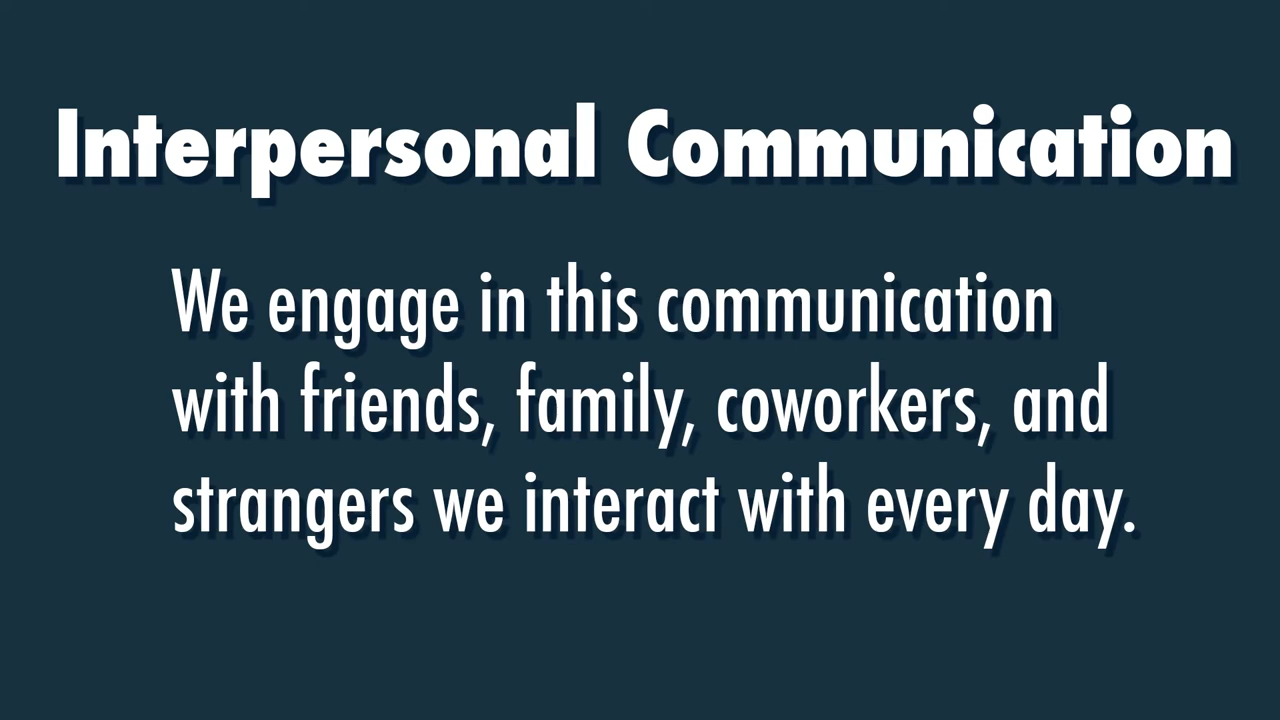 Interpersonal Communication
We engage in this communication
with friends, family, coworkers, and
strangers we interact with every day.